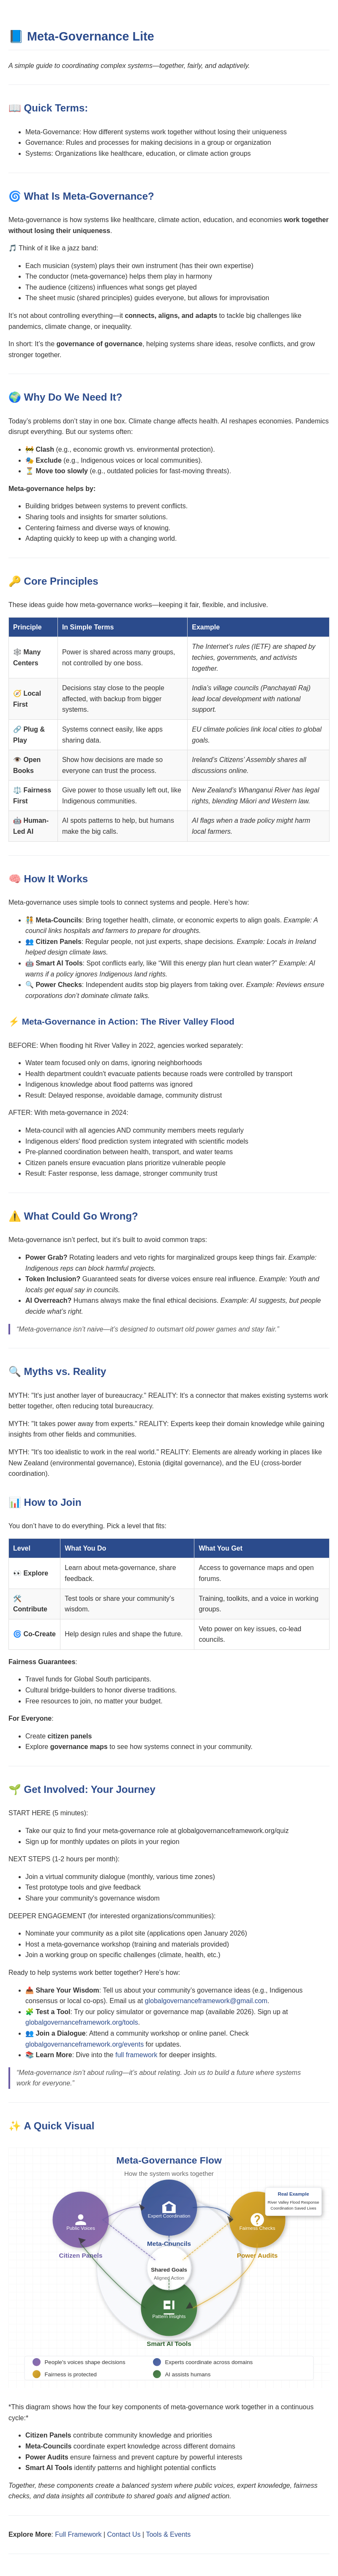 📘 Meta-Governance Lite
A simple guide to coordinating complex systems—together, fairly, and adaptively.
📖 Quick Terms:
• Meta-Governance: How different systems work together without losing their uniqueness
• Governance: Rules and processes for making decisions in a group or organization
• Systems: Organizations like healthcare, education, or climate action groups
🌀 What Is Meta-Governance?
Meta-governance is how systems like healthcare, climate action, education, and economies work together
without losing their uniqueness.
🎵 Think of it like a jazz band:
• Each musician (system) plays their own instrument (has their own expertise)
• The conductor (meta-governance) helps them play in harmony
• The audience (citizens) influences what songs get played
• The sheet music (shared principles) guides everyone, but allows for improvisation
It's not about controlling everything—it connects, aligns, and adapts to tackle big challenges like
pandemics, climate change, or inequality.
In short: It's the governance of governance, helping systems share ideas, resolve conflicts, and grow
stronger together.
🌍 Why Do We Need It?
Today's problems don't stay in one box. Climate change affects health. AI reshapes economies. Pandemics
disrupt everything. But our systems often:
• 🚧 Clash (e.g., economic growth vs. environmental protection).
• 🎭 Exclude (e.g., Indigenous voices or local communities).
• ⏳ Move too slowly (e.g., outdated policies for fast-moving threats).
Meta-governance helps by:
• Building bridges between systems to prevent conflicts.
• Sharing tools and insights for smarter solutions.
• Centering fairness and diverse ways of knowing.
• Adapting quickly to keep up with a changing world.
🔑 Core Principles
These ideas guide how meta-governance works—keeping it fair, flexible, and inclusive.
Principle In Simple Terms Example
🕸️ Many Centers Power is shared across many groups, not controlled by one boss. The Internet's rules (IETF) are shaped by techies, governments, and activists together.
🧭 Local First Decisions stay close to the people affected, with backup from bigger systems. India's village councils (Panchayati Raj) lead local development with national support.
🔗 Plug & Play Systems connect easily, like apps sharing data. EU climate policies link local cities to global goals.
👁️ Open Books Show how decisions are made so everyone can trust the process. Ireland's Citizens' Assembly shares all discussions online.
⚖️ Fairness First Give power to those usually left out, like Indigenous communities. New Zealand's Whanganui River has legal rights, blending Māori and Western law.
🤖 Human-Led AI AI spots patterns to help, but humans make the big calls. AI flags when a trade policy might harm local farmers.
🧠 How It Works
Meta-governance uses simple tools to connect systems and people. Here's how:
• 🧑‍🤝‍🧑 Meta-Councils: Bring together health, climate, or economic experts to align goals. Example: A
council links hospitals and farmers to prepare for droughts.
• 👥 Citizen Panels: Regular people, not just experts, shape decisions. Example: Locals in Ireland
helped design climate laws.
• 🤖 Smart AI Tools: Spot conflicts early, like "Will this energy plan hurt clean water?" Example: AI
warns if a policy ignores Indigenous land rights.
• 🔍 Power Checks: Independent audits stop big players from taking over. Example: Reviews ensure
corporations don't dominate climate talks.
⚡ Meta-Governance in Action: The River Valley Flood
BEFORE: When flooding hit River Valley in 2022, agencies worked separately:
• Water team focused only on dams, ignoring neighborhoods
• Health department couldn't evacuate patients because roads were controlled by transport
• Indigenous knowledge about flood patterns was ignored
• Result: Delayed response, avoidable damage, community distrust
AFTER: With meta-governance in 2024:
• Meta-council with all agencies AND community members meets regularly
• Indigenous elders' flood prediction system integrated with scientific models
• Pre-planned coordination between health, transport, and water teams
• Citizen panels ensure evacuation plans prioritize vulnerable people
• Result: Faster response, less damage, stronger community trust
⚠️ What Could Go Wrong?
Meta-governance isn't perfect, but it's built to avoid common traps:
• Power Grab? Rotating leaders and veto rights for marginalized groups keep things fair. Example:
Indigenous reps can block harmful projects.
• Token Inclusion? Guaranteed seats for diverse voices ensure real influence. Example: Youth and
locals get equal say in councils.
• AI Overreach? Humans always make the final ethical decisions. Example: AI suggests, but people
decide what's right.
"Meta-governance isn't naive—it's designed to outsmart old power games and stay fair."
🔍 Myths vs. Reality
MYTH: "It's just another layer of bureaucracy." REALITY: It's a connector that makes existing systems work
better together, often reducing total bureaucracy.
MYTH: "It takes power away from experts." REALITY: Experts keep their domain knowledge while gaining
insights from other fields and communities.
MYTH: "It's too idealistic to work in the real world." REALITY: Elements are already working in places like
New Zealand (environmental governance), Estonia (digital governance), and the EU (cross-border
coordination).
📊 How to Join
You don't have to do everything. Pick a level that fits:
Level What You Do What You Get
👀 Explore Learn about meta-governance, share feedback. Access to governance maps and open forums.
🛠️ Contribute Test tools or share your community's wisdom. Training, toolkits, and a voice in working groups.
🌀 Co-Create Help design rules and shape the future. Veto power on key issues, co-lead councils.
Fairness Guarantees:
• Travel funds for Global South participants.
• Cultural bridge-builders to honor diverse traditions.
• Free resources to join, no matter your budget.
For Everyone:
• Create citizen panels
• Explore governance maps to see how systems connect in your community.
🌱 Get Involved: Your Journey
START HERE (5 minutes):
• Take our quiz to find your meta-governance role at globalgovernanceframework.org/quiz
• Sign up for monthly updates on pilots in your region
NEXT STEPS (1-2 hours per month):
• Join a virtual community dialogue (monthly, various time zones)
• Test prototype tools and give feedback
• Share your community's governance wisdom
DEEPER ENGAGEMENT (for interested organizations/communities):
• Nominate your community as a pilot site (applications open January 2026)
• Host a meta-governance workshop (training and materials provided)
• Join a working group on specific challenges (climate, health, etc.)
Ready to help systems work better together? Here's how:
• 📤 Share Your Wisdom: Tell us about your community's governance ideas (e.g., Indigenous
consensus or local co-ops). Email us at globalgovernanceframework@gmail.com.
• 🧩 Test a Tool: Try our policy simulator or governance map (available 2026). Sign up at
globalgovernanceframework.org/tools.
• 👥 Join a Dialogue: Attend a community workshop or online panel. Check
globalgovernanceframework.org/events for updates.
• 📚 Learn More: Dive into the full framework for deeper insights.
"Meta-governance isn't about ruling—it's about relating. Join us to build a future where systems
work for everyone."
✨ A Quick Visual
Meta-Governance Flow
How the system works together
Real Example
River Valley Flood Response
Coordination Saved Lives
Public Voices
Expert Coordination
Fairness Checks
Citizen Panels
Meta-Councils
Power Audits
Shared Goals
Aligned Action
Pattern Insights
Smart AI Tools
People's voices shape decisions
Experts coordinate across domains
Fairness is protected
AI assists humans
*This diagram shows how the four key components of meta-governance work together in a continuous
cycle:*
• Citizen Panels contribute community knowledge and priorities
• Meta-Councils coordinate expert knowledge across different domains
• Power Audits ensure fairness and prevent capture by powerful interests
• Smart AI Tools identify patterns and highlight potential conflicts
Together, these components create a balanced system where public voices, expert knowledge, fairness
checks, and data insights all contribute to shared goals and aligned action.
Explore More: Full Framework | Contact Us | Tools & Events